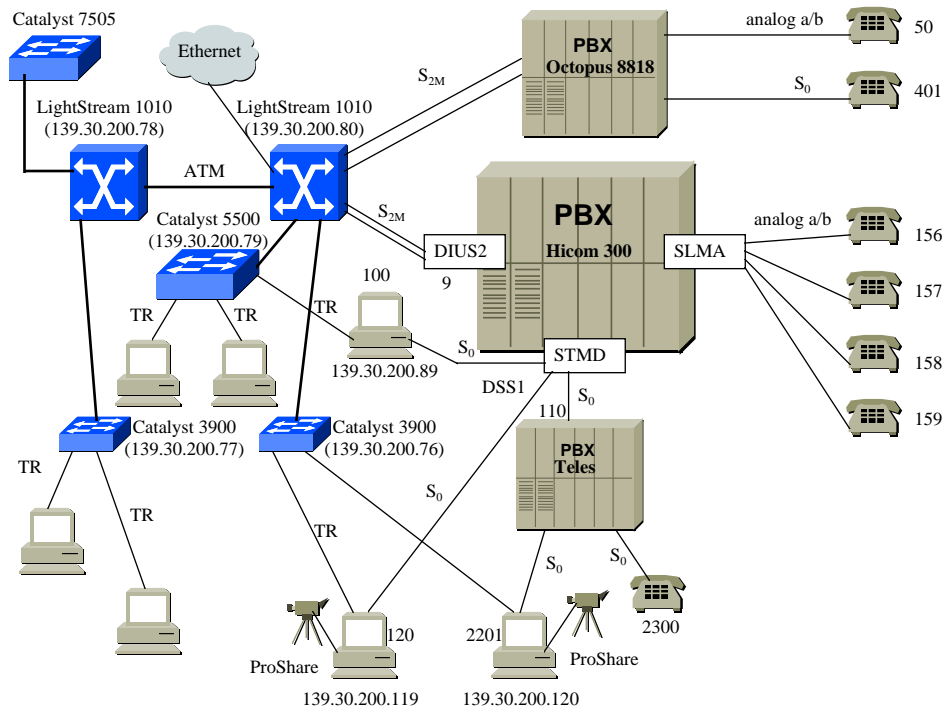 Catalyst 7505
Ethernet
LightStream 1010
(139.30.200.78)
LightStream 1010
(139.30.200.80)
ATM
S2M
PBX
Octopus 8818
analog a/b
50
S0
401
Catalyst 5500
(139.30.200.79)
S2M
DIUS2
9
PBX
Hicom 300
SLMA
analog a/b
156
157
158
159
TR
TR
TR
100
139.30.200.89
S0
STMD
DSS1
S0
110
PBX
Teles
Catalyst 3900
(139.30.200.77)
Catalyst 3900
(139.30.200.76)
TR
TR
TR
S0
S0
S0
2300
120
ProShare
139.30.200.119
2201
ProShare
139.30.200.120